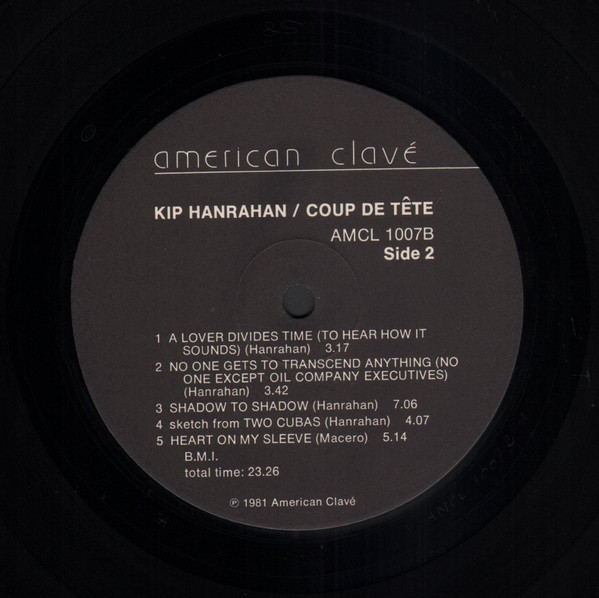 american clavé
KIP HANRAHAN / COUP DE TÊTE
AMCL 1007B
Side 2
1 A LOVER DIVIDES TIME (TO HEAR HOW IT
SOUNDS) (Hanrahan) 3.17
2 NO ONE GETS TO TRANSCEND ANYTHING (NO
ONE EXCEPT OIL COMPANY EXECUTIVES)
(Hanrahan) 3.42
3 SHADOW TO SHADOW (Hanrahan) 7.06
4 sketch from TWO CUBAS (Hanrahan) 4.07
5 HEART ON MY SLEEVE (Macero) 5.14
B.M.I.
total time: 23.26
℗ 1981 American Clavé